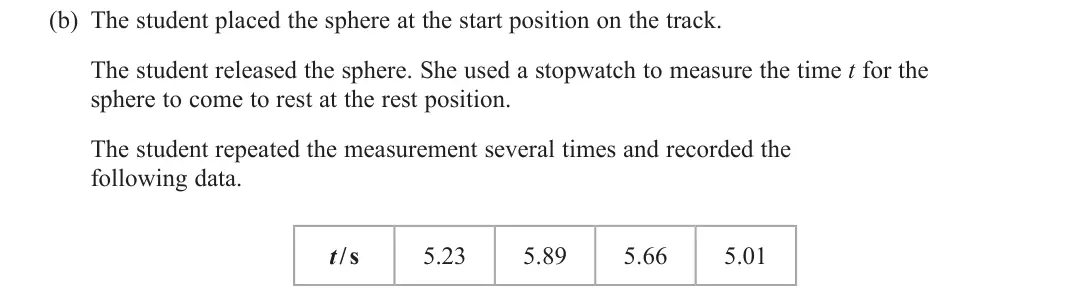 (b) The student placed the sphere at the start position on the track.
The student released the sphere. She used a stopwatch to measure the time t for the
sphere to come to rest at the rest position.
The student repeated the measurement several times and recorded the
following data.
t/s 5.23 5.89 5.66 5.01